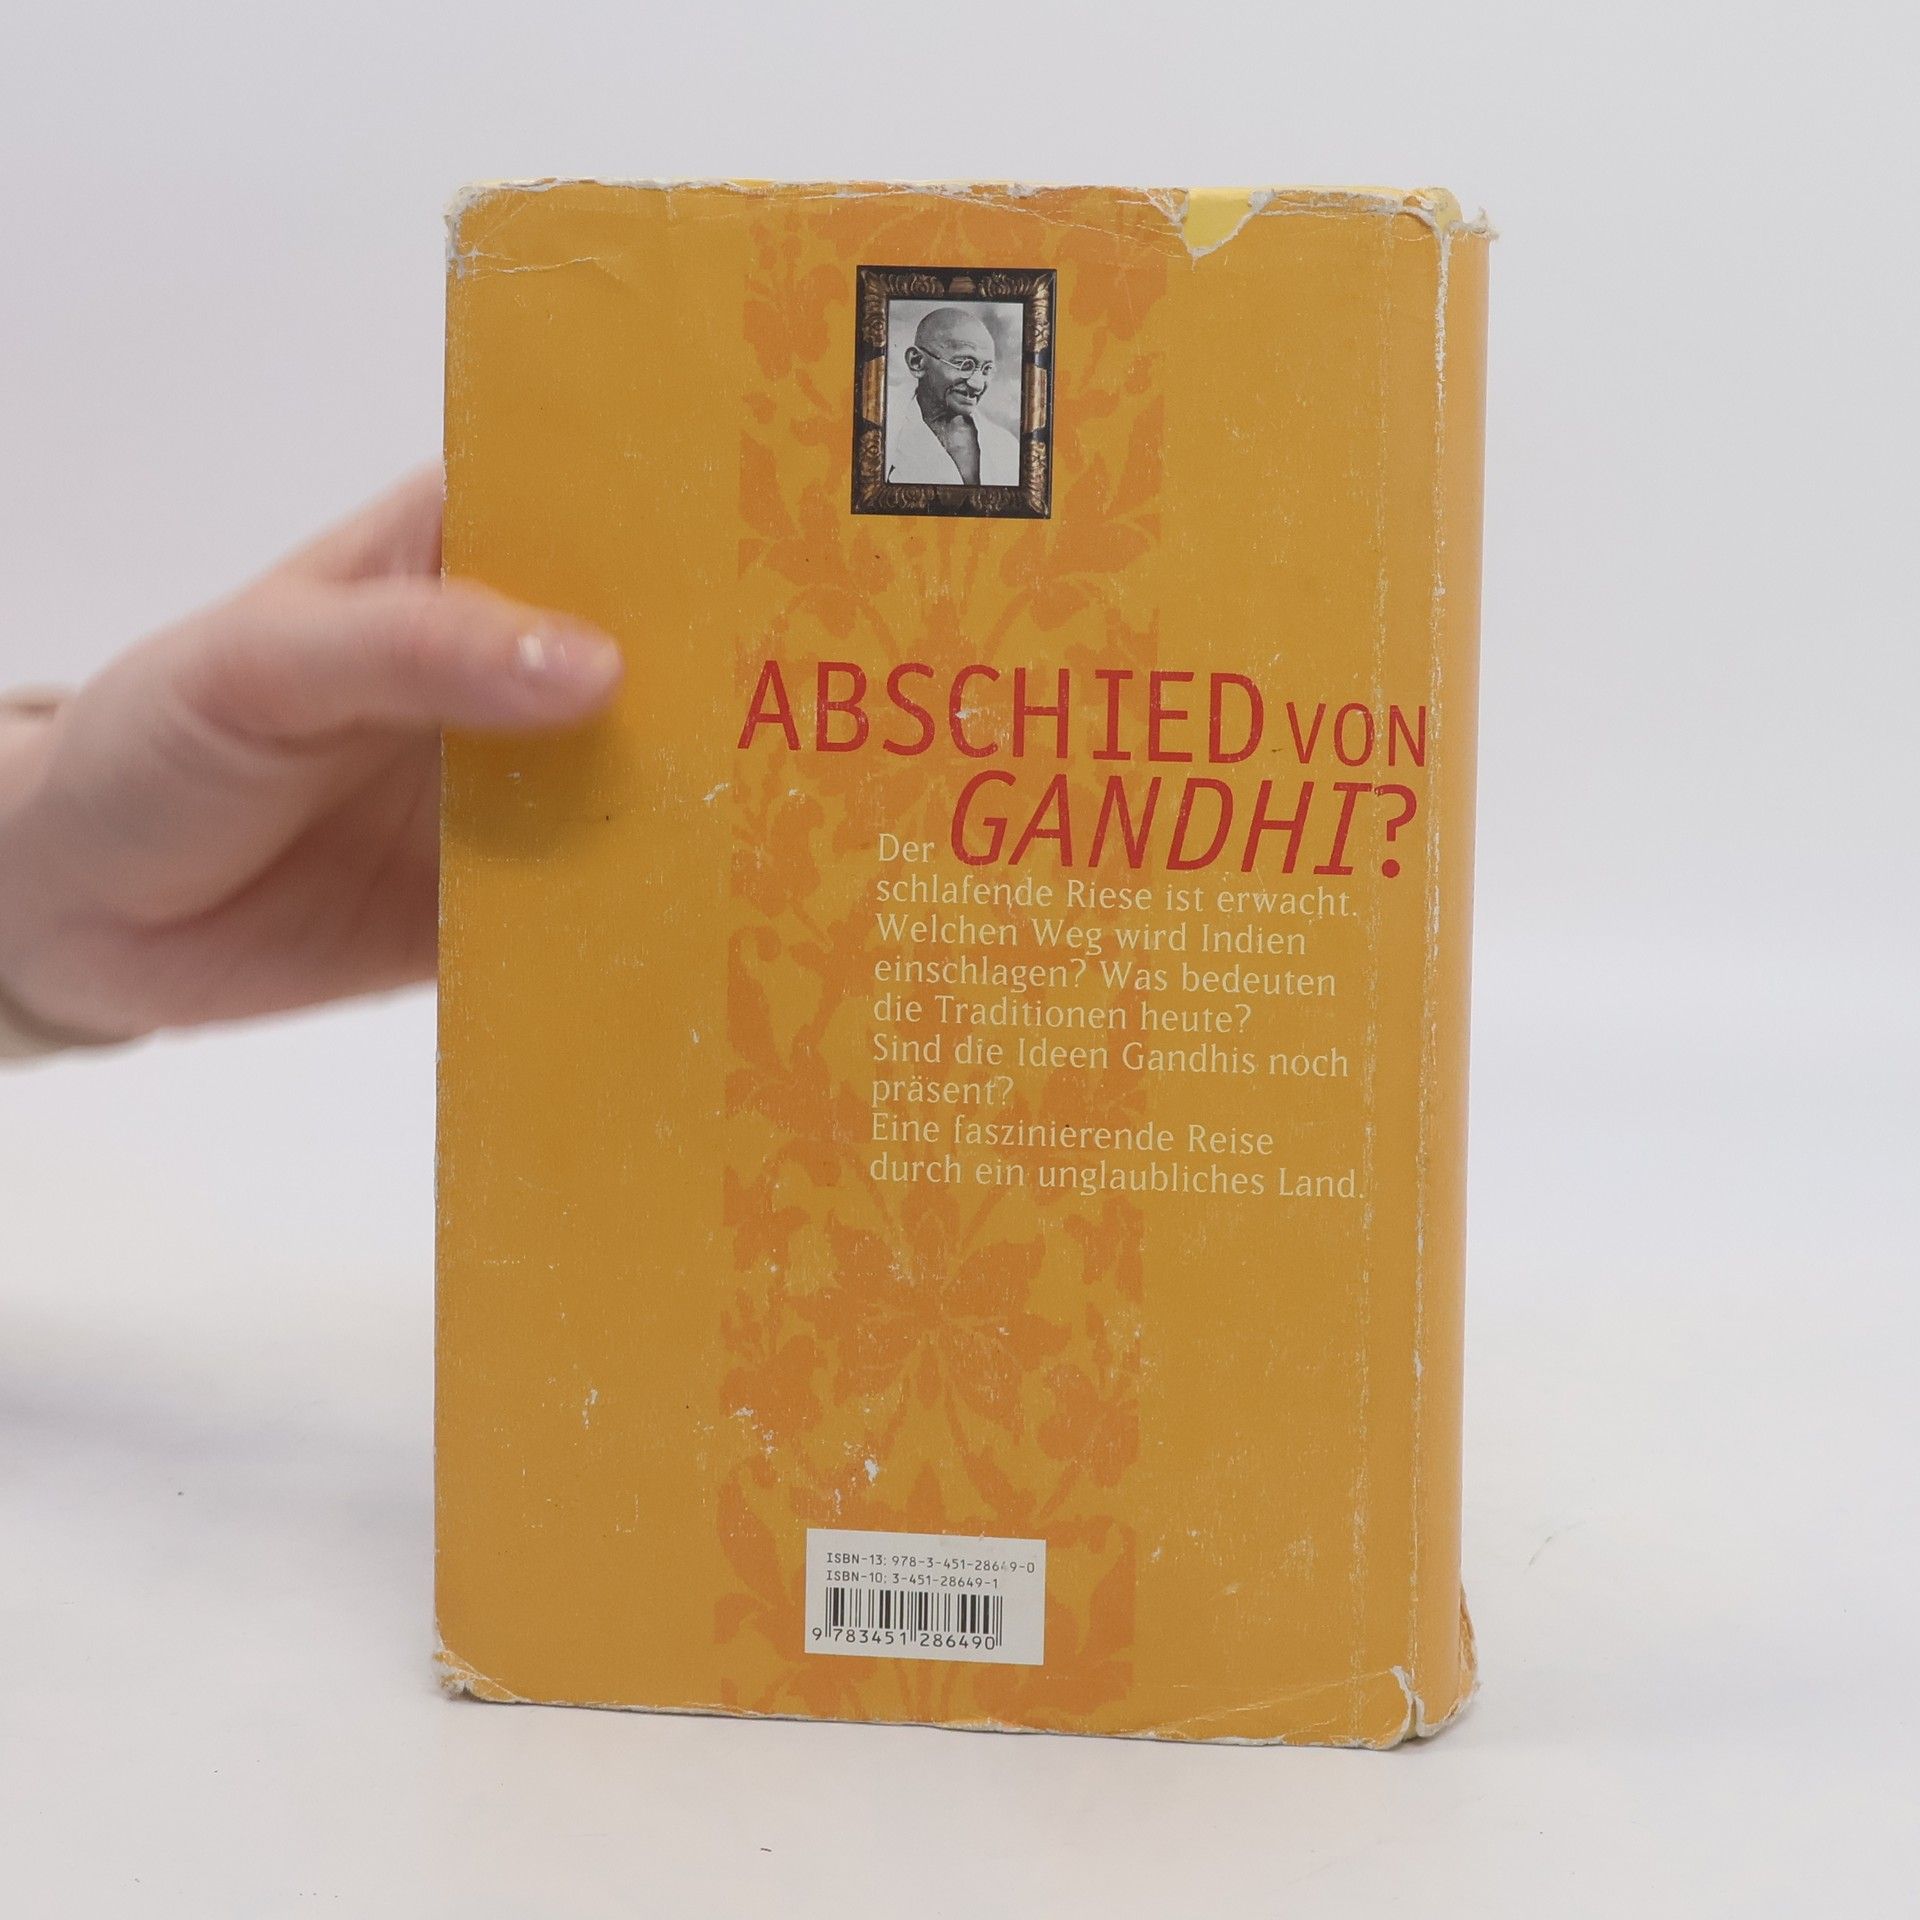 ABSCHIED VON
GANDHI?
Der
schlafende Riese ist erwacht.
Welchen Weg wird Indien
einschlagen? Was bedeuten
die Traditionen heute?
Sind die Ideen Gandhis noch
präsent?
Eine faszinierende Reise
durch ein unglaubliches Land.
ISBN-13: 978-3-451-28649-0
ISBN-10: 3-451-28649-1
9 783451 286490